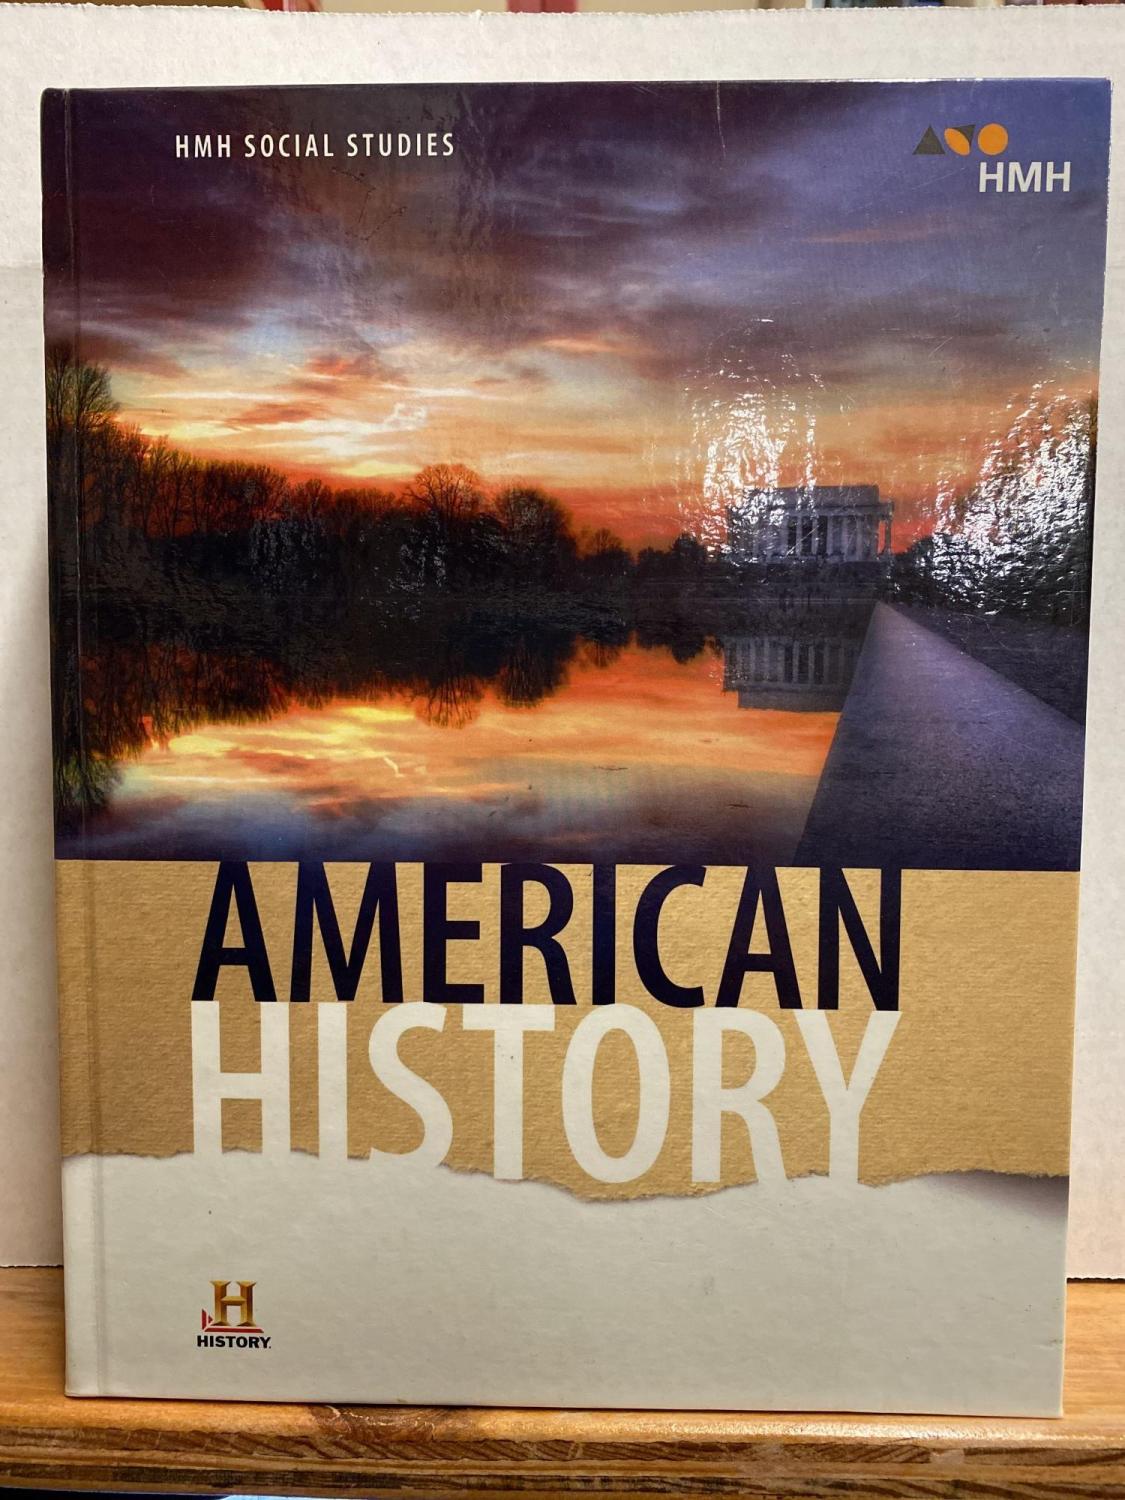 HMH SOCIAL STUDIES
HMH
AMERICAN
HISTORY
H
HISTORY.